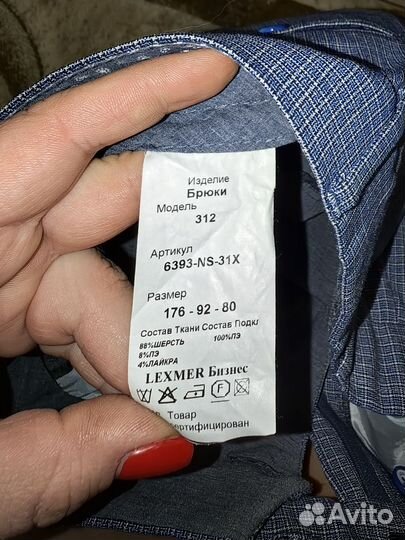 Изделие
Брюки
Модель
312
Артикул
6393-NS-31X
Размер
176 - 92 - 80
Состав Ткани Состав Подкл
88%ШЕРСТЬ 100%ПЭ
8%ПЭ
4%ЛАЙКРА
LEXMER Бизнес
F
Товар
сертифицирован
Avito